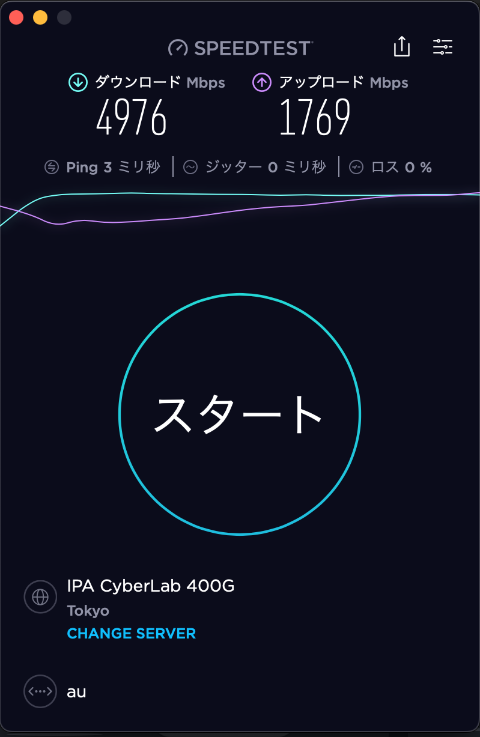 SPEEDTEST
ダウンロード Mbps アップロード Mbps
4976 1769
Ping 3 ミリ秒 ジッター 0 ミリ秒 ロス 0 %
スタート
IPA CyberLab 400G
Tokyo
CHANGE SERVER
au